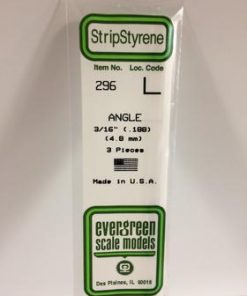 StripStyrene
Item No. Loc. Code
296 L
ANGLE
3/16" (.188)
(4.8 mm)
3 Pieces
Made in U.S.A.
evergreen
scale models
Des Plaines, IL 60018